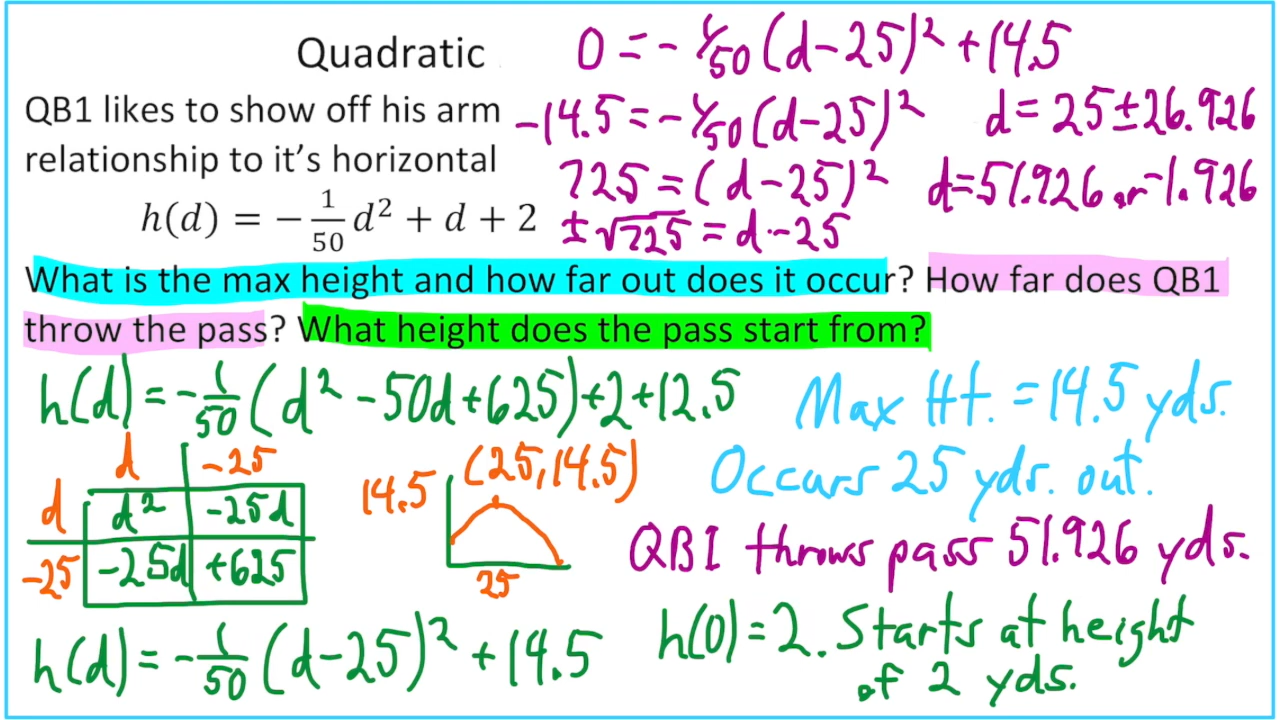 Quadratic
QB1 likes to show off his arm
relationship to it's horizontal
h(d) = -1/50 d² + d + 2
0 = -1/50 (d-25)² + 14.5
-14.5 = -1/50 (d-25)²
725 = (d-25)²
±√725 = d-25
d = 25 ± 26.926
d = 51.926 or -1.926
What is the max height and how far out does it occur? How far does QB1
throw the pass? What height does the pass start from?
h(d) = -1/50 (d² - 50d + 625) + 2 + 12.5
d -25
d d² -25d
-25 -25d +625
h(d) = -1/50 (d-25)² + 14.5
14.5 (25, 14.5)
25
Max Ht. = 14.5 yds.
Occurs 25 yds. out.
QB1 throws pass 51.926 yds.
h(0) = 2. Starts at height
of 2 yds.